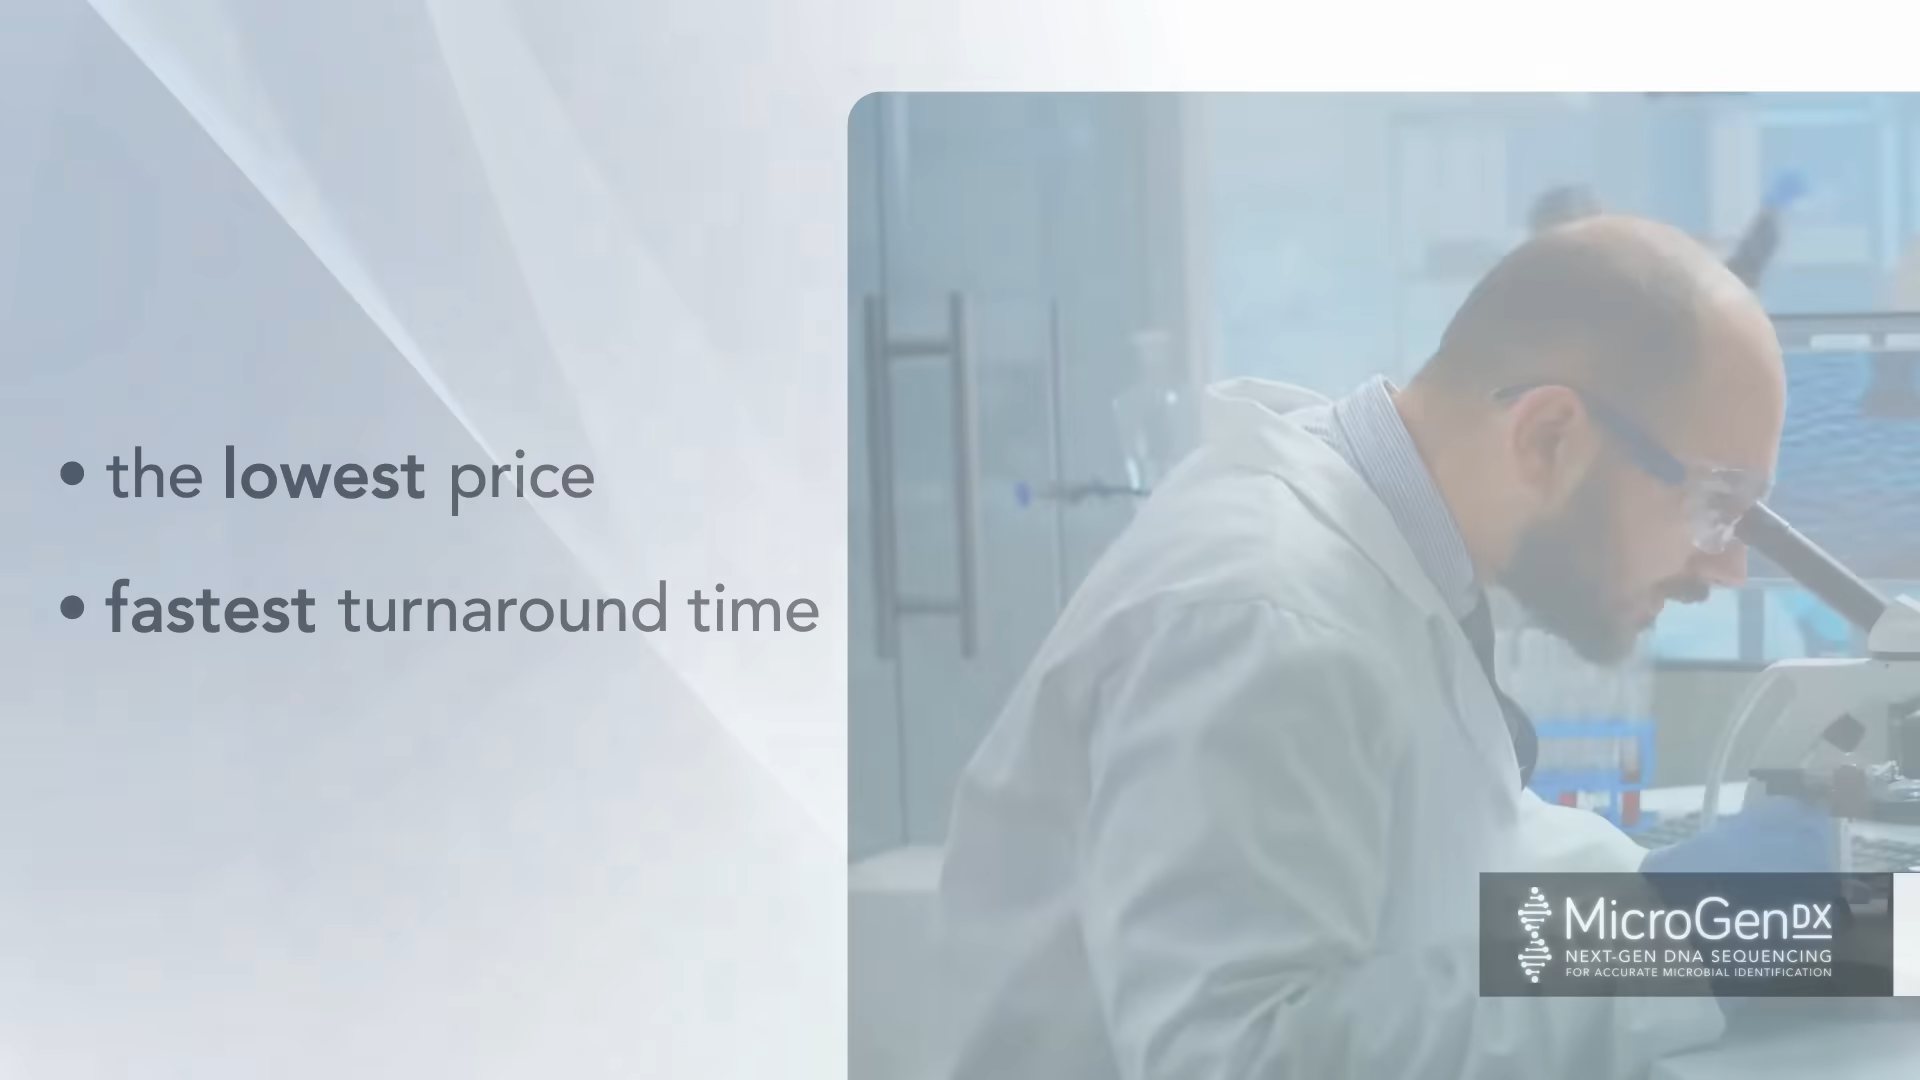 • the lowest price
• fastest turnaround time
MicroGenDX
NEXT-GEN DNA SEQUENCING
FOR ACCURATE MICROBIAL IDENTIFICATION